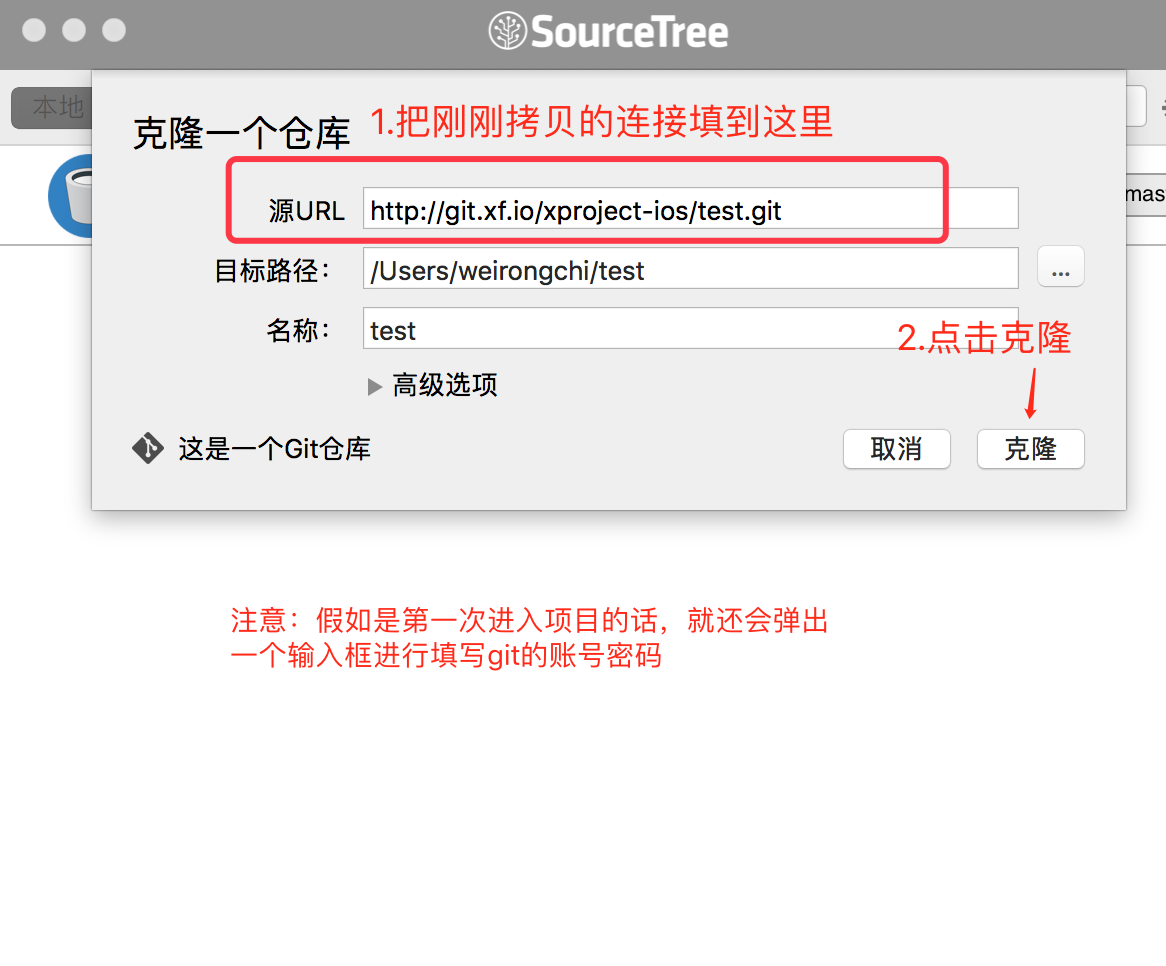 SourceTree
本地
克隆一个仓库
1.把刚刚拷贝的连接填到这里
源URL
http://git.xf.io/xproject-ios/test.git
mas
目标路径：
/Users/weirongchi/test
...
名称：
test
2.点击克隆
高级选项
这是一个Git仓库
取消
克隆
注意：假如是第一次进入项目的话，就还会弹出
一个输入框进行填写git的账号密码